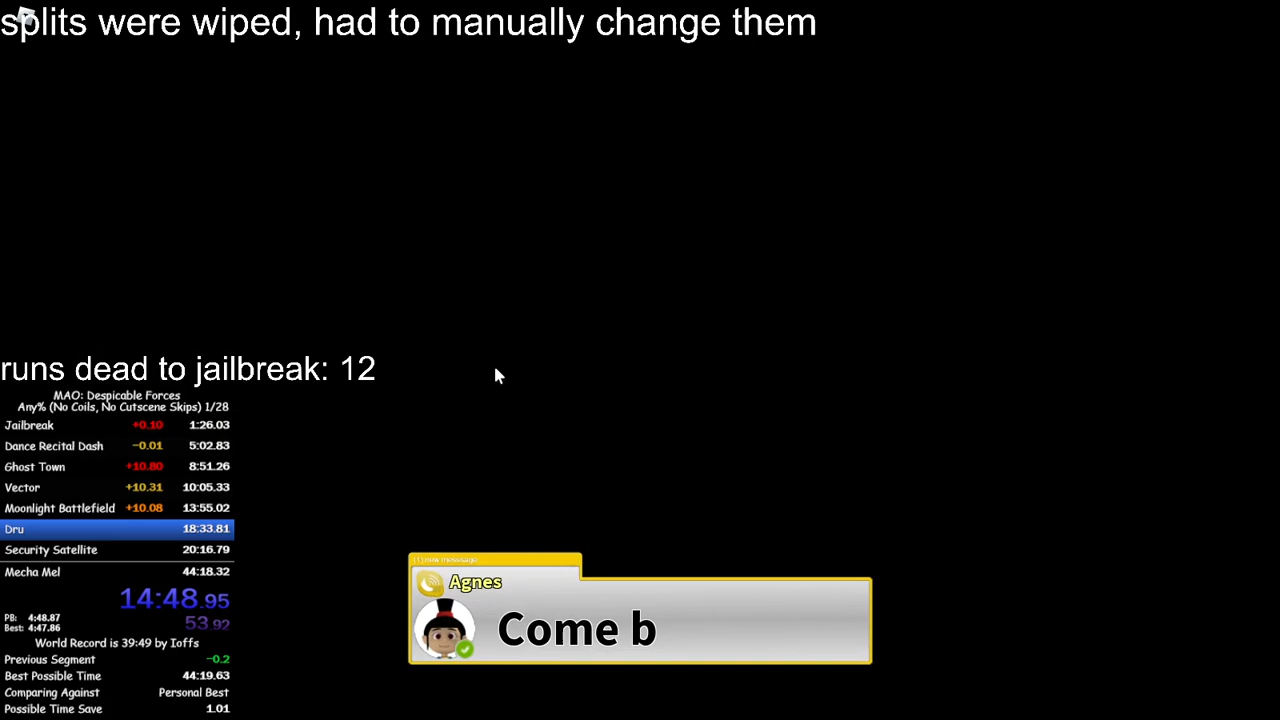 splits were wiped, had to manually change them
runs dead to jailbreak: 12
MAO: Despicable Forces
Any% (No Coils, No Cutscene Skips) 1/28
Jailbreak +0.10 1:26.03
Dance Recital Dash −0.01 5:02.83
Ghost Town +10.80 8:51.26
Vector +10.31 10:05.33
Moonlight Battlefield +10.08 13:55.02
Dru 18:33.81
Security Satellite 20:16.79
Mecha Mel 44:18.32
14:48.95
PB: 4:48.87
Best: 4:47.86
53.92
World Record is 39:49 by Ioffs
Previous Segment −0.2
Best Possible Time 44:19.63
Comparing Against Personal Best
Possible Time Save 1.01
(1) new message
Agnes
Come b